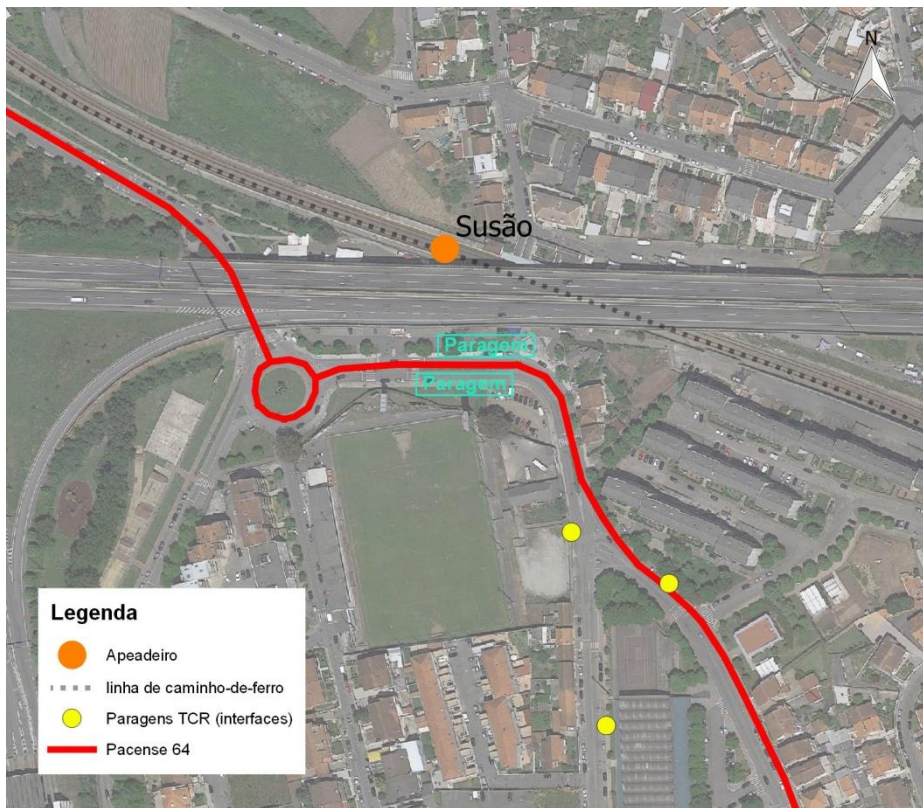 N
Susão
Paragem
Paragem
Legenda
Apeadeiro
linha de caminho-de-ferro
Paragens TCR (interfaces)
Pacense 64